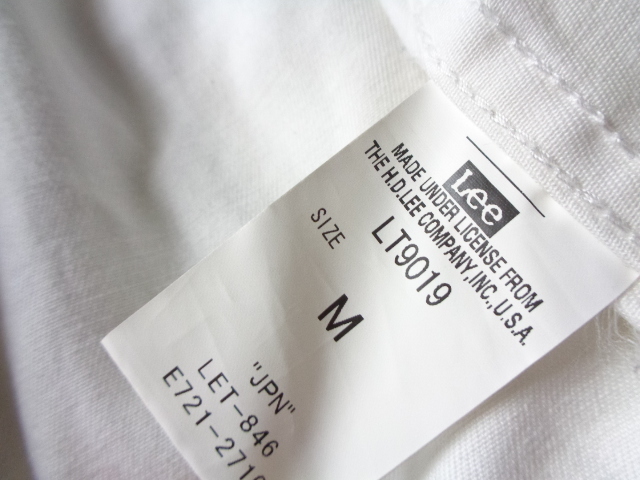 Lee
MADE UNDER LICENSE FROM
THE H.D.LEE COMPANY,INC.,U.S.A.
LT9019
SIZE
M
"JPN"
LET-846